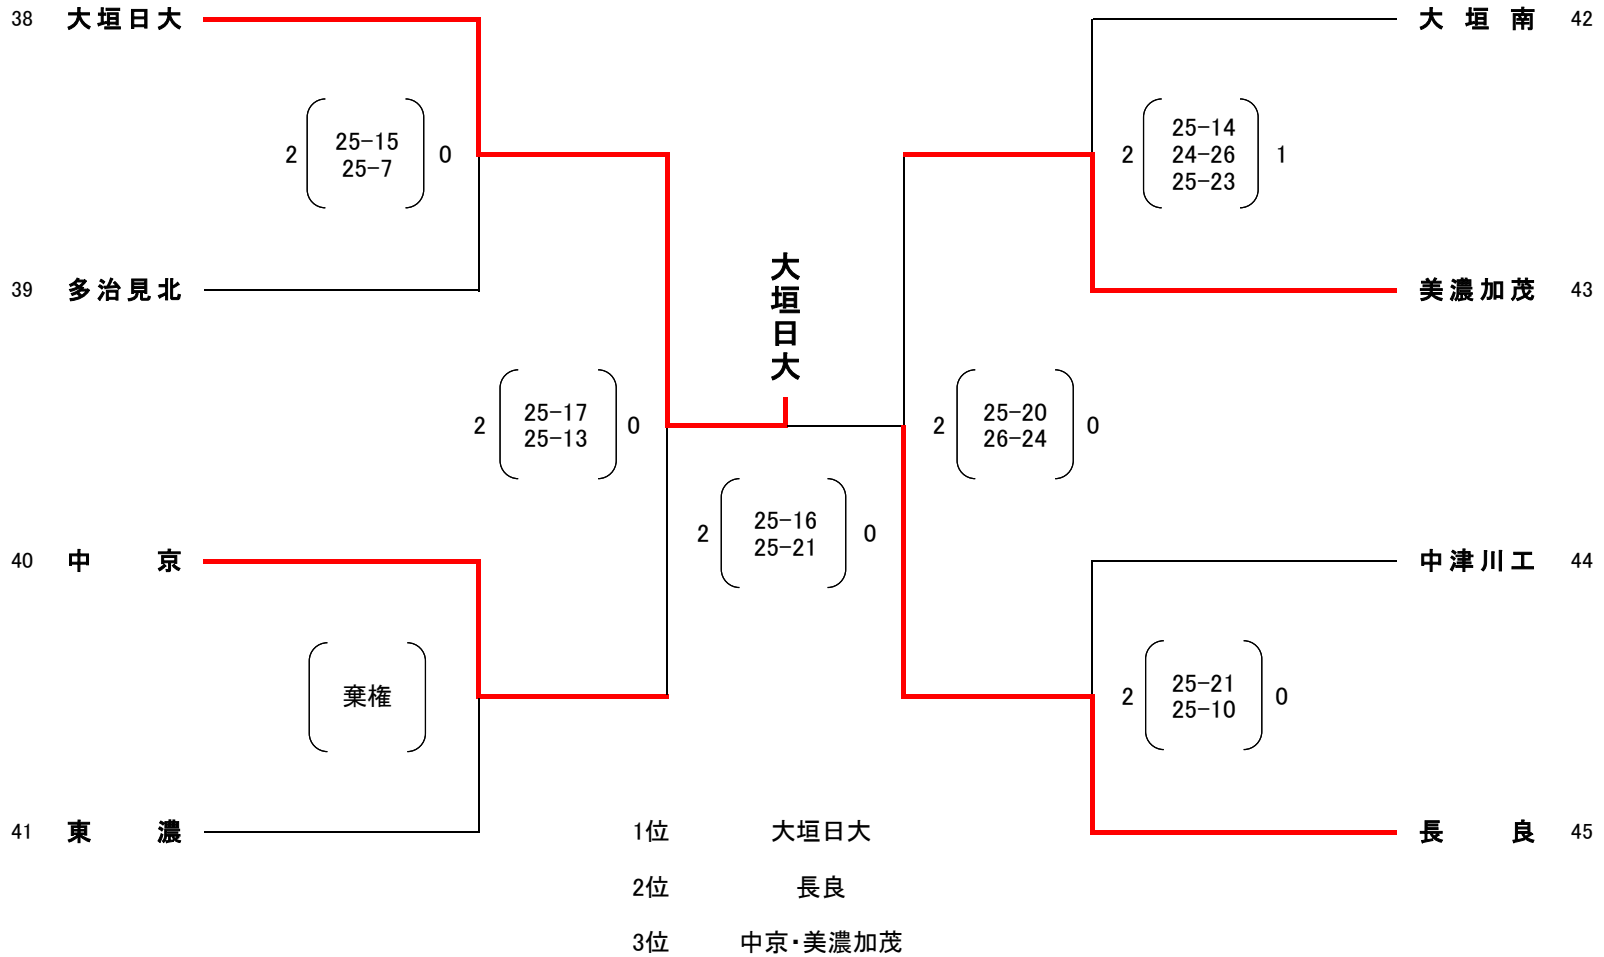 38 大垣日大
大垣南 42
2 25-15 0
25-7
2 25-14 1
24-26
25-23
39 多治見北
大垣日大
美濃加茂 43
2 25-17 0
25-13
2 25-20 0
26-24
2 25-16 0
25-21
40 中京
中津川工 44
棄権
2 25-21 0
25-10
41 東濃
長良 45
1位 大垣日大
2位 長良
3位 中京・美濃加茂